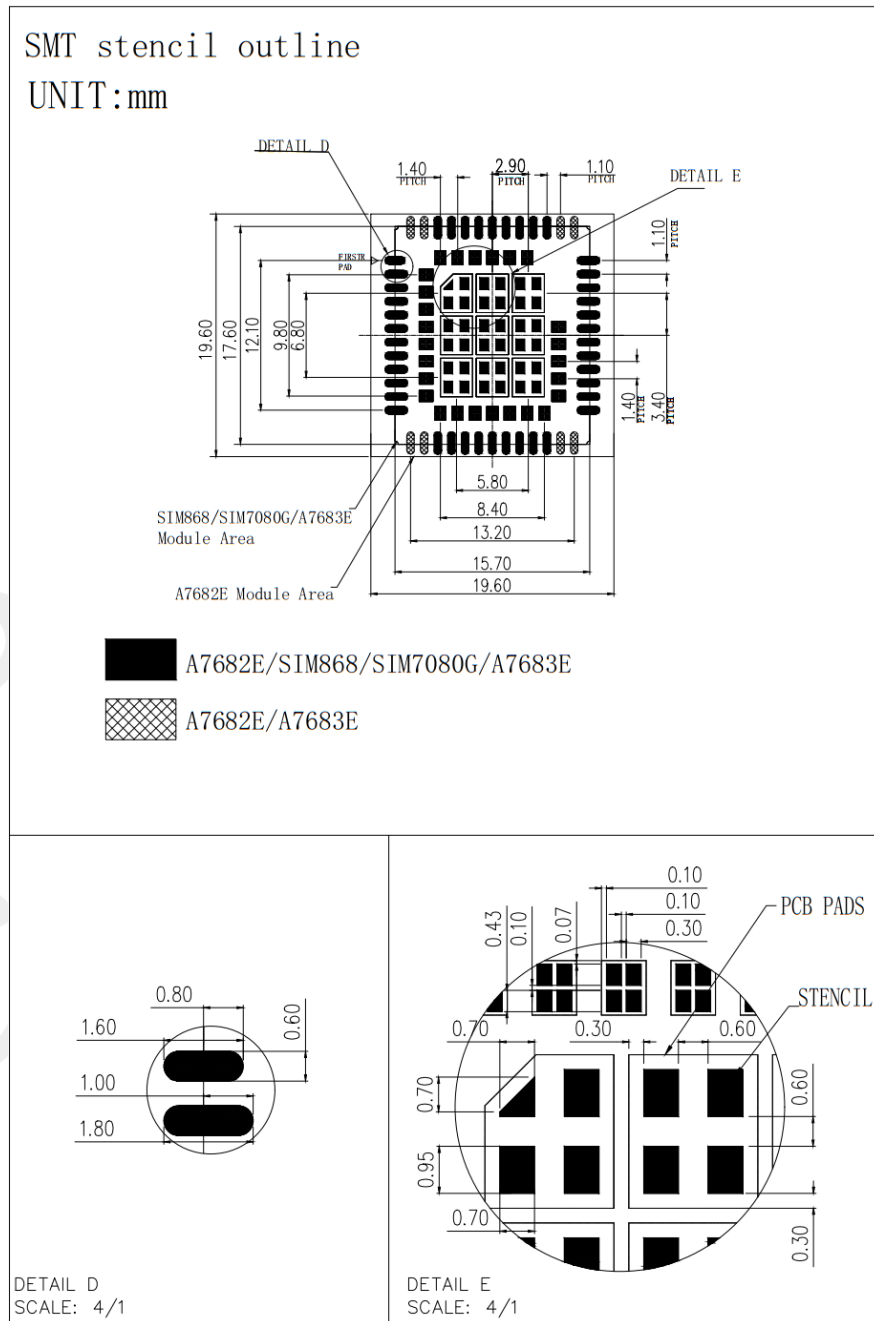 SMT stencil outline
UNIT:mm
DETAIL D
1.40
PITCH
2.90
PITCH
1.10
PITCH
DETAIL E
1.10
PITCH
FIRSTR
PAD
19.60
17.60
12.10
9.80
6.80
1.40
PITCH
3.40
PITCH
5.80
8.40
13.20
15.70
19.60
SIM868/SIM7080G/A7683E
Module Area
A7682E Module Area
A7682E/SIM868/SIM7080G/A7683E
A7682E/A7683E
0.80
1.60
0.60
1.00
1.80
DETAIL D
SCALE: 4/1
0.10
0.10
0.30
PCB PADS
0.43
0.10
0.07
STENCIL
0.70
0.30
0.60
0.70
0.60
0.95
0.70
0.30
DETAIL E
SCALE: 4/1